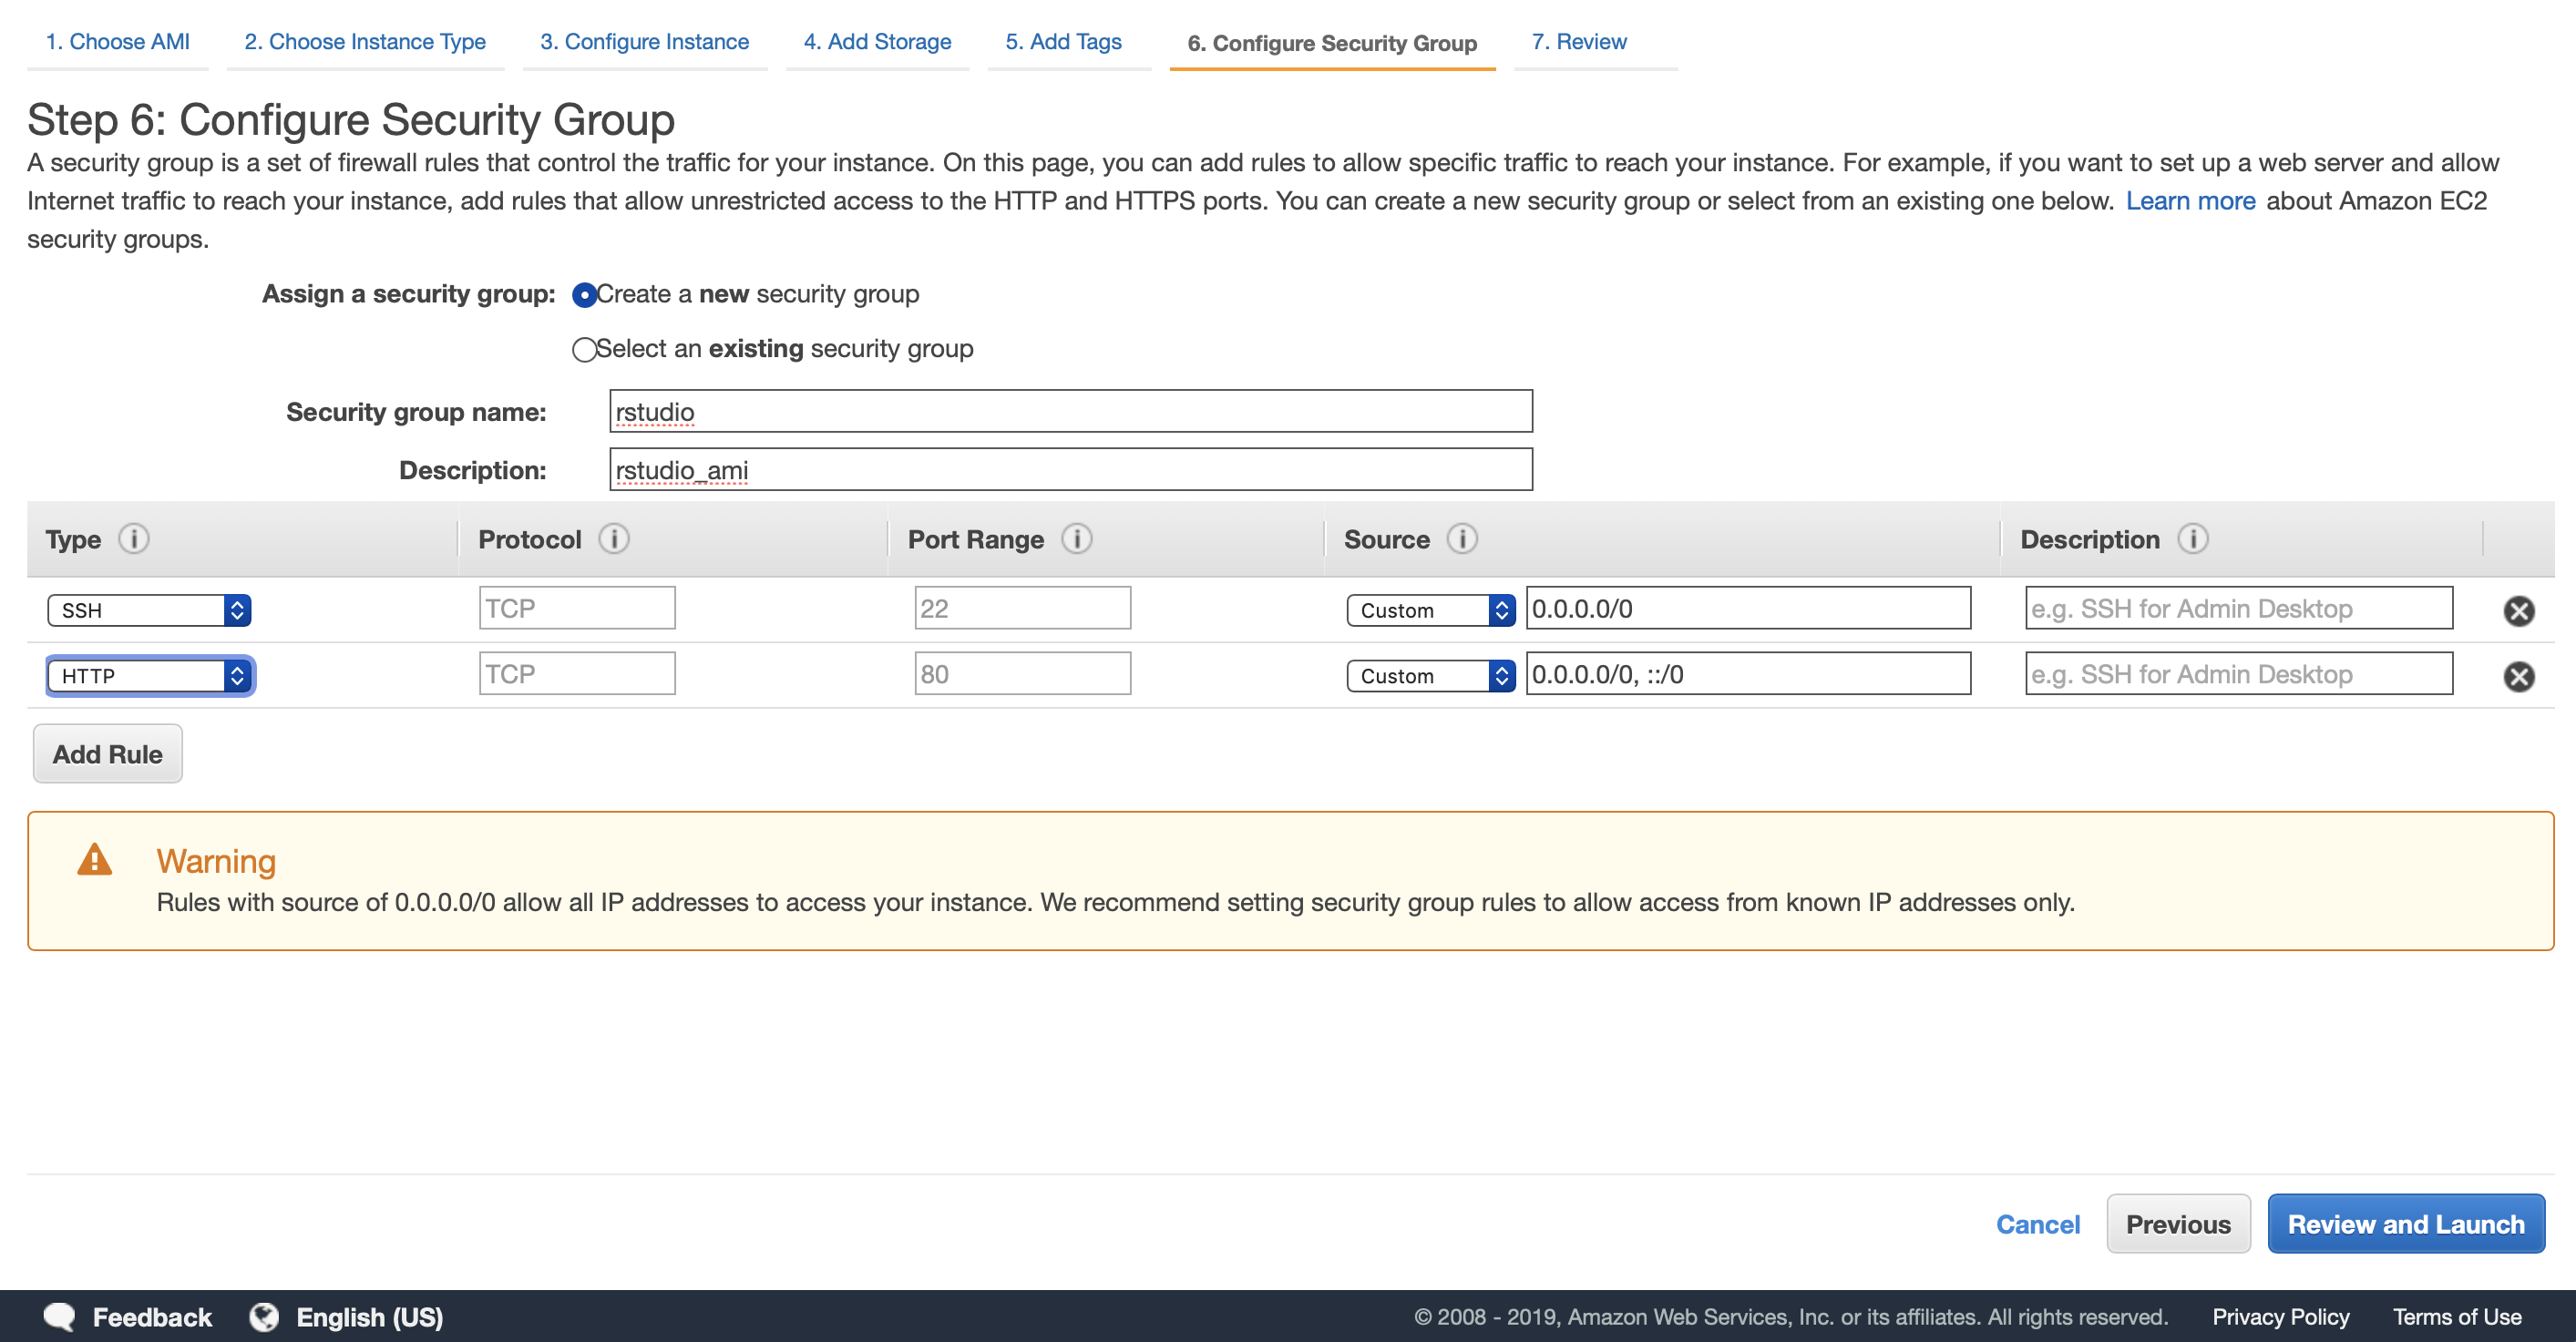 1. Choose AMI 2. Choose Instance Type 3. Configure Instance 4. Add Storage 5. Add Tags 6. Configure Security Group 7. Review
Step 6: Configure Security Group
A security group is a set of firewall rules that control the traffic for your instance. On this page, you can add rules to allow specific traffic to reach your instance. For example, if you want to set up a web server and allow
Internet traffic to reach your instance, add rules that allow unrestricted access to the HTTP and HTTPS ports. You can create a new security group or select from an existing one below. Learn more about Amazon EC2
security groups.
Assign a security group: Create a new security group
Select an existing security group
Security group name: rstudio
Description: rstudio_ami
Type i Protocol i Port Range i Source i Description i
SSH TCP 22 Custom 0.0.0.0/0 e.g. SSH for Admin Desktop
HTTP TCP 80 Custom 0.0.0.0/0, ::/0 e.g. SSH for Admin Desktop
Add Rule
Warning
Rules with source of 0.0.0.0/0 allow all IP addresses to access your instance. We recommend setting security group rules to allow access from known IP addresses only.
Cancel Previous Review and Launch
Feedback English (US) © 2008 - 2019, Amazon Web Services, Inc. or its affiliates. All rights reserved. Privacy Policy Terms of Use